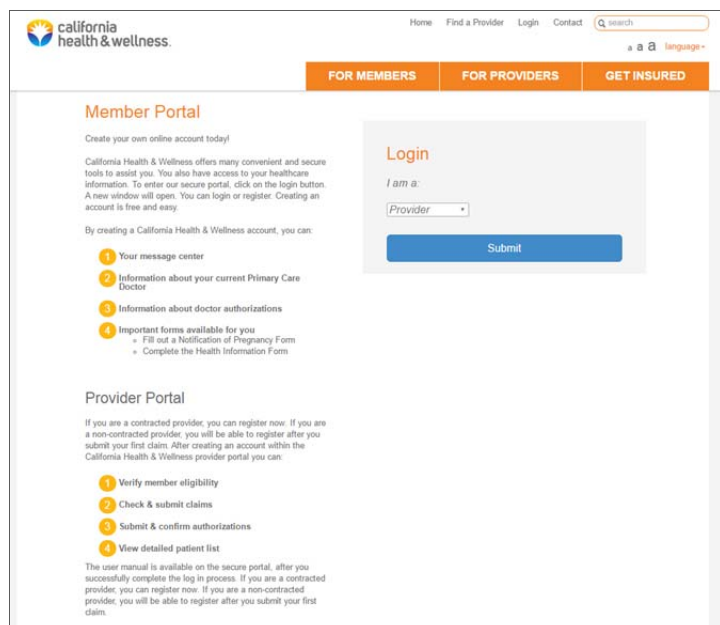 california
health & wellness.
Home Find a Provider Login Contact search
a a a language
FOR MEMBERS FOR PROVIDERS GET INSURED
Member Portal
Create your own online account today!
California Health & Wellness offers many convenient and secure
tools to assist you. You also have access to your healthcare
information. To enter our secure portal, click on the login button.
A new window will open. You can login or register. Creating an
account is free and easy.
By creating a California Health & Wellness account, you can:
1 Your message center
2 Information about your current Primary Care
Doctor
3 Information about doctor authorizations
4 Important forms available for you
Fill out a Notification of Pregnancy Form
Complete the Health Information Form
Provider Portal
If you are a contracted provider, you can register now. If you are
a non-contracted provider, you will be able to register after you
submit your first claim. After creating an account within the
California Health & Wellness provider portal you can:
1 Verify member eligibility
2 Check & submit claims
3 Submit & confirm authorizations
4 View detailed patient list
The user manual is available on the secure portal, after you
successfully complete the log in process. If you are a contracted
provider, you can register now. If you are a non-contracted
provider, you will be able to register after you submit your first
claim.
Login
I am a:
Provider
Submit